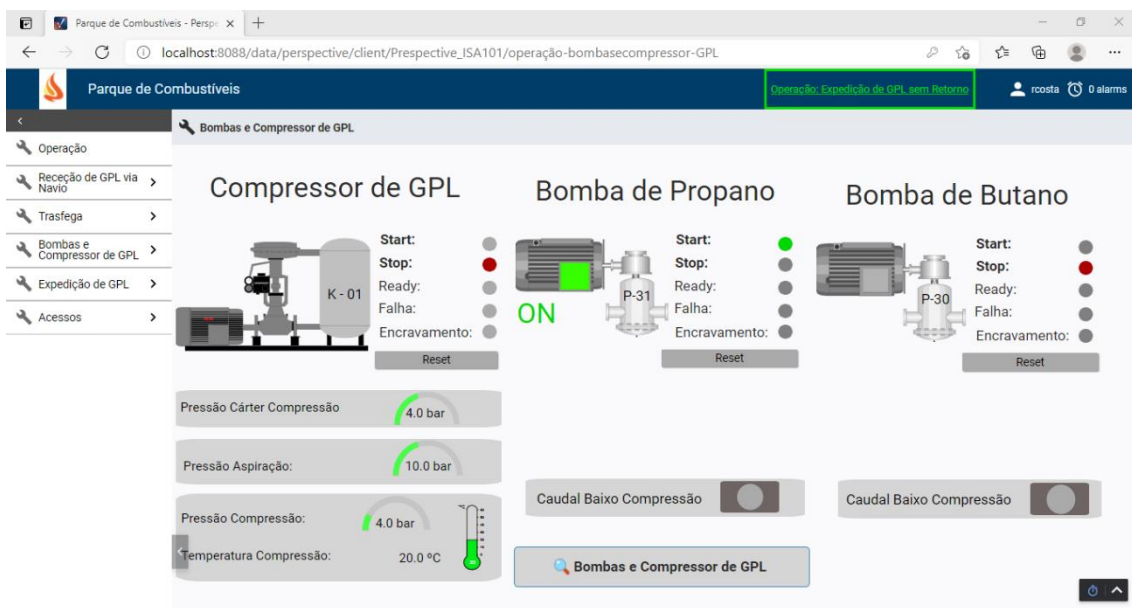 Parque de Combustíveis - Perspe
localhost:8088/data/perspective/client/Prespective_ISA101/operação-bombasecompressor-GPL
Parque de Combustíveis
Operação: Expedição de GPL sem Retorno
rcosta
0 alarms
Bombas e Compressor de GPL
Operação
Receção de GPL via
Navio
Trasfega
Bombas e
Compressor de GPL
Expedição de GPL
Acessos
Compressor de GPL
K - 01
Start:
Stop:
Ready:
Falha:
Encravamento:
Reset
Pressão Cárter Compressão
4.0 bar
Pressão Aspiração:
10.0 bar
Pressão Compressão:
4.0 bar
Temperatura Compressão:
20.0 ºC
Bomba de Propano
ON
P-31
Start:
Stop:
Ready:
Falha:
Encravamento:
Reset
Caudal Baixo Compressão
Bombas e Compressor de GPL
Bomba de Butano
P-30
Start:
Stop:
Ready:
Falha:
Encravamento:
Reset
Caudal Baixo Compressão